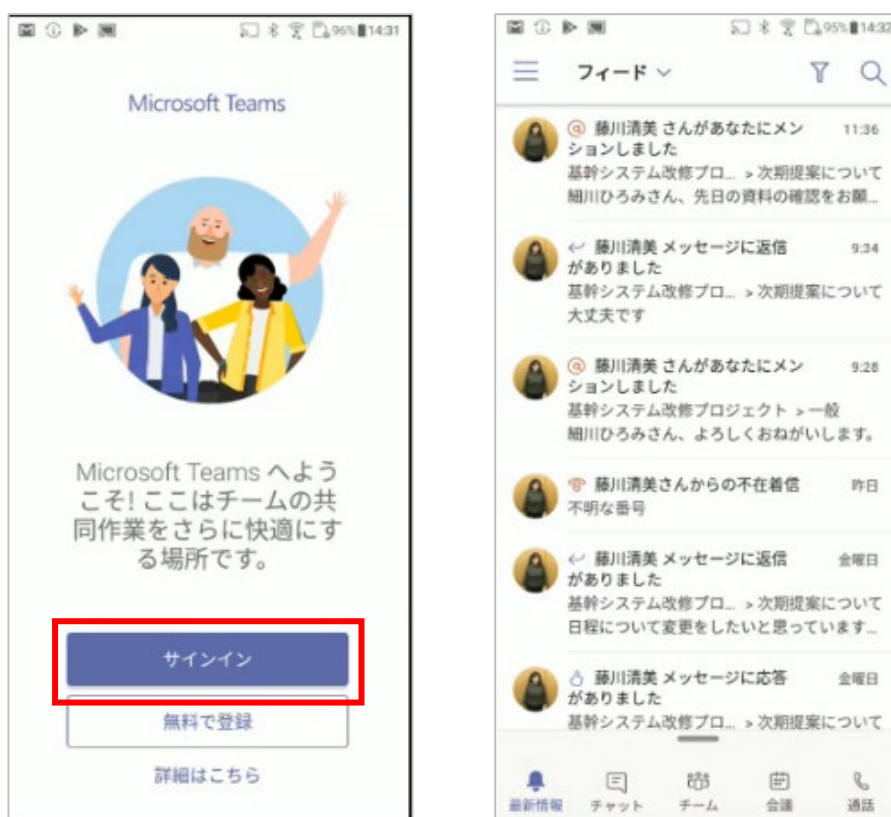 96% 14:31
Microsoft Teams
Microsoft Teams へよう
こそ! ここはチームの共
同作業をさらに快適にす
る場所です。
サインイン
無料で登録
詳細はこちら
95% 14:32
フィード
藤川清美 さんがあなたにメン 11:36
ションしました
基幹システム改修プロ... > 次期提案について
細川ひろみさん、先日の資料の確認をお願...
藤川清美 メッセージに返信 9:34
がありました
基幹システム改修プロ... > 次期提案について
大丈夫です
藤川清美 さんがあなたにメン 9:28
ションしました
基幹システム改修プロジェクト > 一般
細川ひろみさん、よろしくおねがいします。
藤川清美さんからの不在着信 昨日
不明な番号
藤川清美 メッセージに返信 金曜日
がありました
基幹システム改修プロ... > 次期提案について
日程について変更をしたいと思っています...
藤川清美 メッセージに応答 金曜日
がありました
基幹システム改修プロ... > 次期提案について
最新情報 チャット チーム 会議 通話